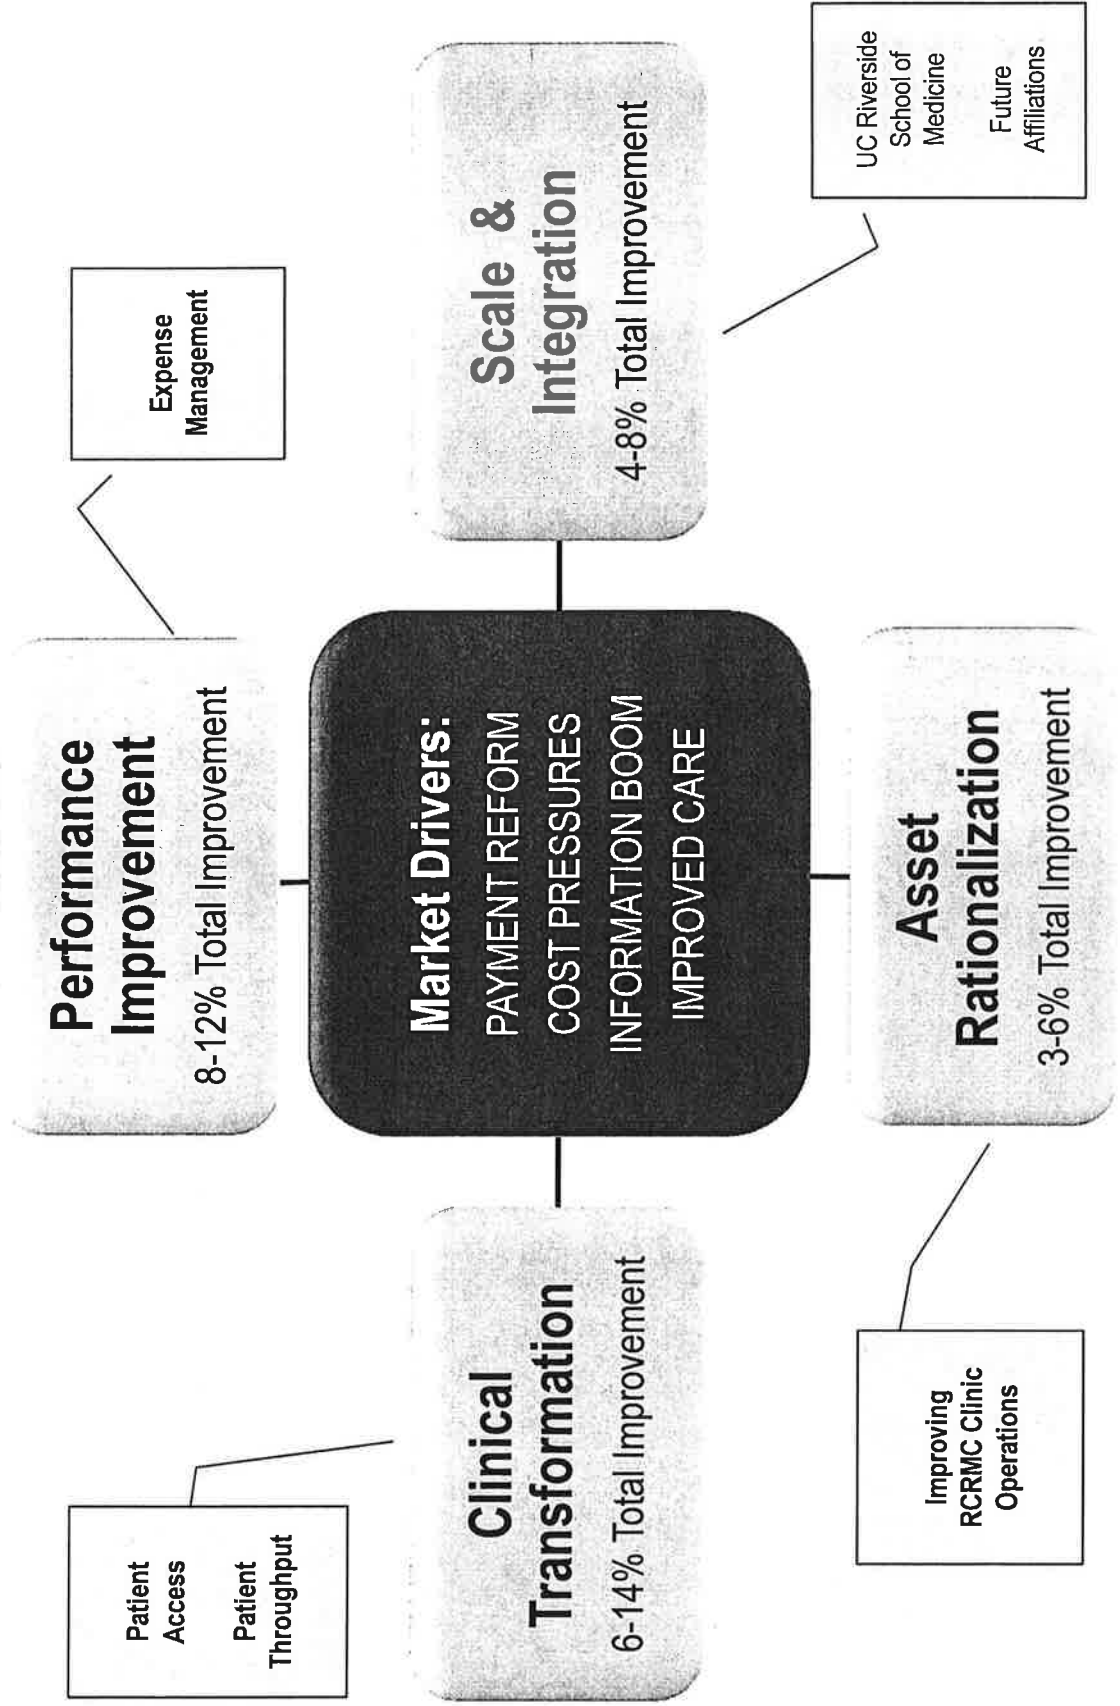 Performance
Improvement
8-12% Total Improvement
Expense
Management
Patient
Access
Patient
Throughput
Clinical
Transformation
6-14% Total Improvement
Market Drivers:
PAYMENT REFORM
COST PRESSURES
INFORMATION BOOM
IMPROVED CARE
Scale &
Integration
4-8% Total Improvement
Improving
RCRMC Clinic
Operations
Asset
Rationalization
3-6% Total Improvement
UC Riverside
School of
Medicine
Future
Affiliations